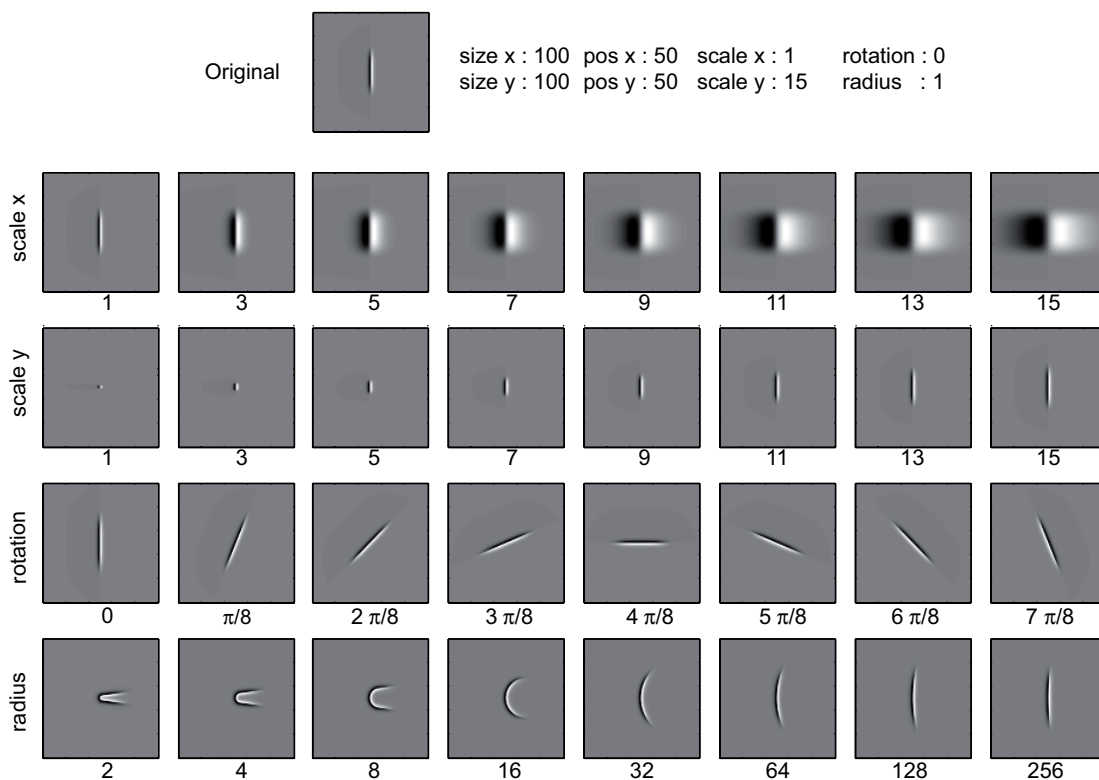 Original
size x : 100 pos x : 50 scale x : 1 rotation : 0
size y : 100 pos y : 50 scale y : 15 radius : 1
scale x
1 3 5 7 9 11 13 15
scale y
1 3 5 7 9 11 13 15
rotation
0 π/8 2 π/8 3 π/8 4 π/8 5 π/8 6 π/8 7 π/8
radius
2 4 8 16 32 64 128 256